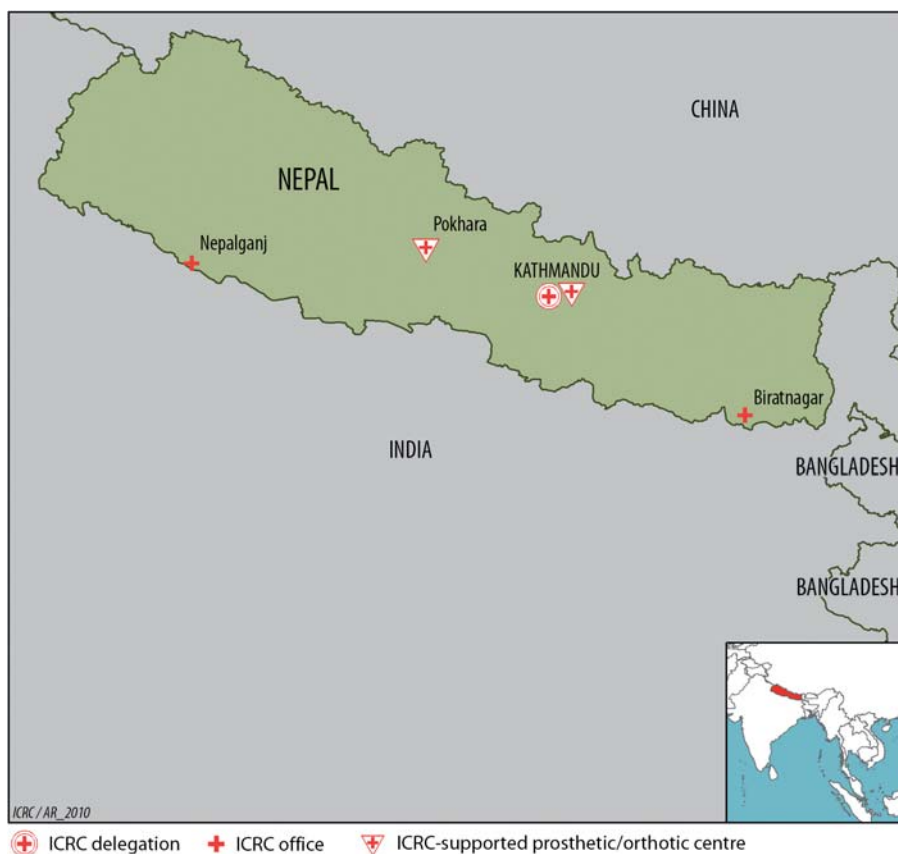 CHINA
NEPAL
Pokhara
Nepalganj
KATHMANDU
Biratnagar
INDIA
BANGLADESH
BANGLADESH
ICRC / AR_2010
ICRC delegation ICRC office ICRC-supported prosthetic/orthotic centre